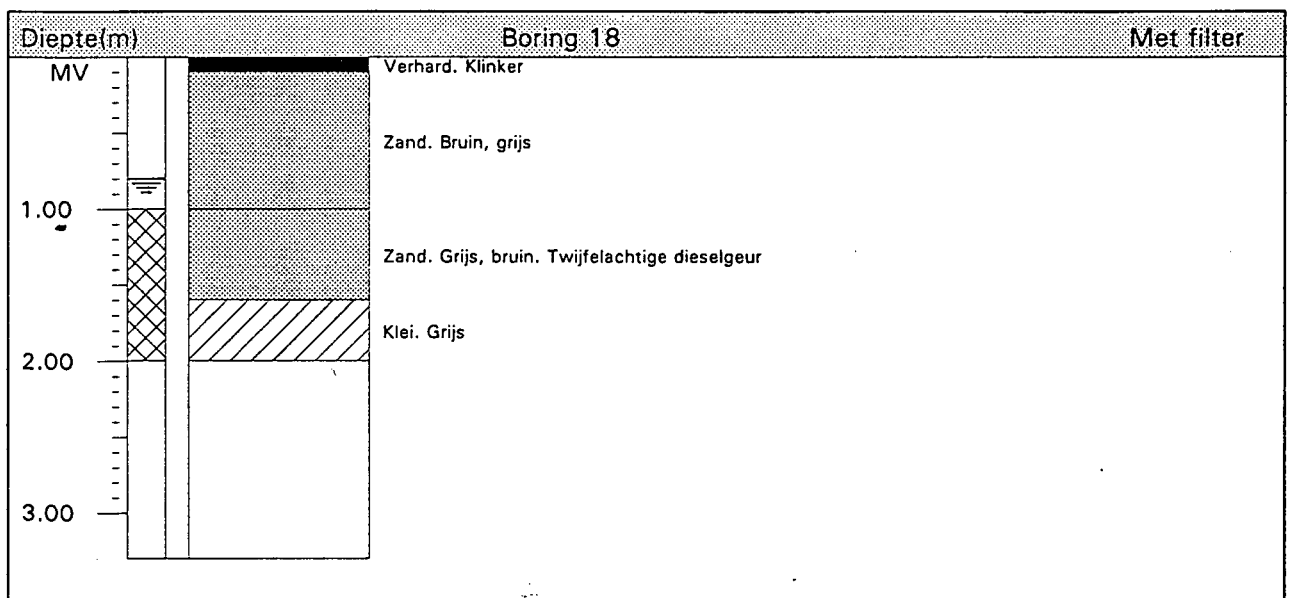 Diepte(m) Boring 18 Met filter
MV
Verhard. Klinker
Zand. Bruin, grijs
1.00
Zand. Grijs, bruin. Twijfelachtige dieselgeur
Klei. Grijs
2.00
3.00